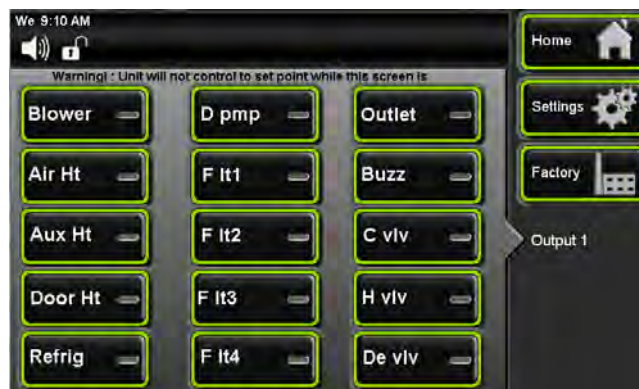 We 9:10 AM
Warning! : Unit will not control to set point while this screen is
Blower
D pmp
Outlet
Air Ht
F lt1
Buzz
Aux Ht
F lt2
C vlv
Door Ht
F lt3
H vlv
Refrig
F lt4
De vlv
Home
Settings
Factory
Output 1